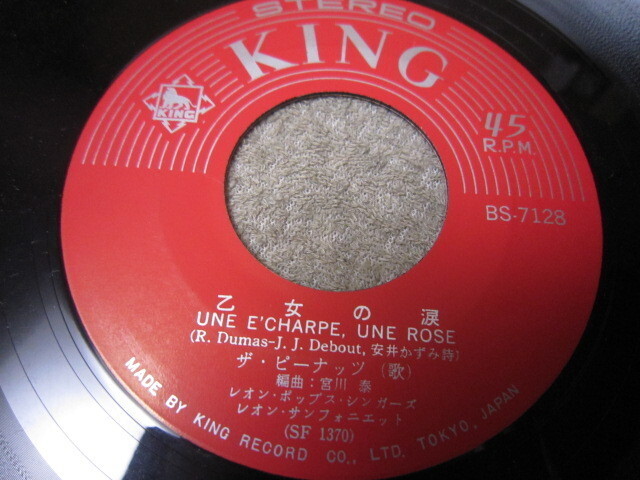 STEREO
KING
KING
45
R.P.M.
BS-7128
乙女の涙
UNE E'CHARPE, UNE ROSE
(R. Dumas-J. J. Debout, 安井かずみ詩)
ザ・ピーナッツ (歌)
編曲:宮川 泰
レオン・ポップス・シンガーズ
レオン・サンフォニエット
(SF 1370)
MADE BY KING RECORD CO., LTD. TOKYO, JAPAN